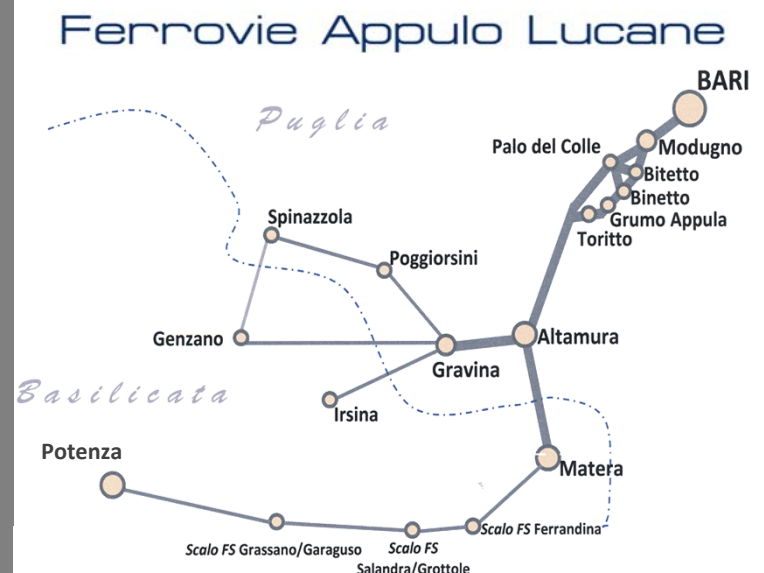 Ferrovie Appulo Lucane
BARI
Puglia
Palo del Colle
Modugno
Bitetto
Binetto
Grumo Appula
Toritto
Spinazzola
Poggiorsini
Genzano
Altamura
Gravina
Basilicata
Irsina
Potenza
Matera
Scalo FS Ferrandina
Scalo FS Grassano/Garaguso
Scalo FS
Salandra/Grottole